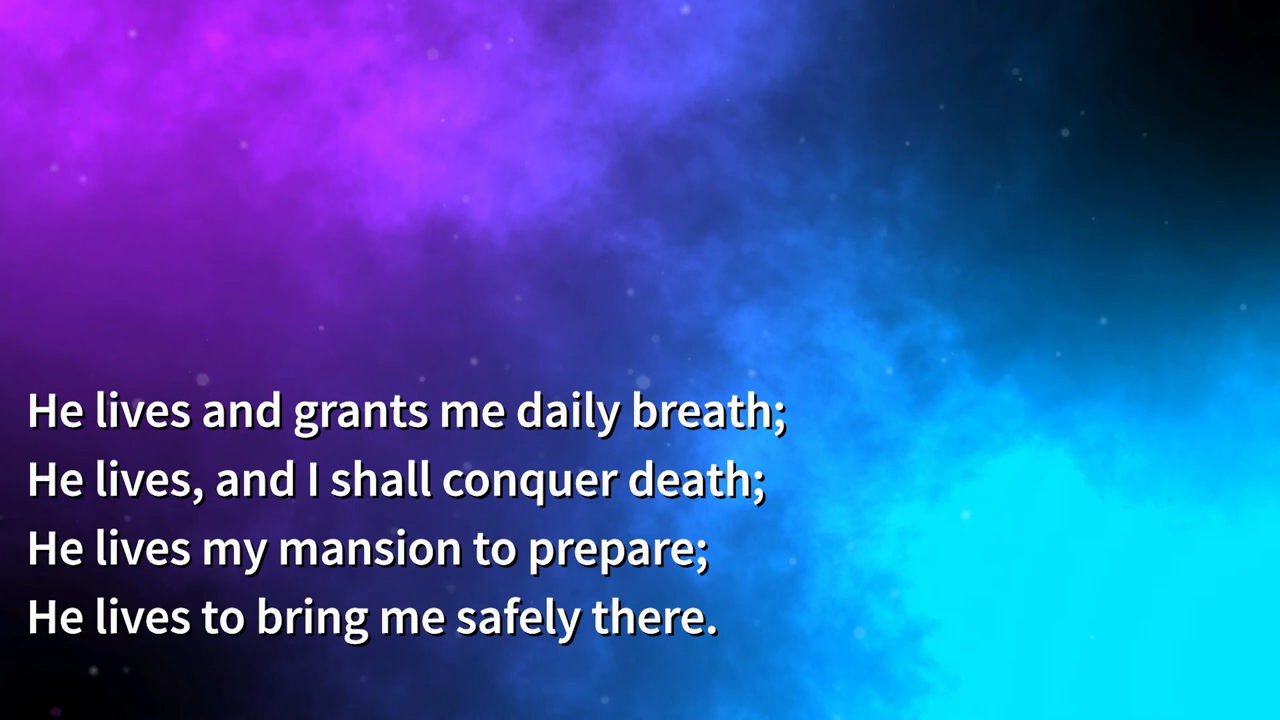 He lives and grants me daily breath;
He lives, and I shall conquer death;
He lives my mansion to prepare;
He lives to bring me safely there.